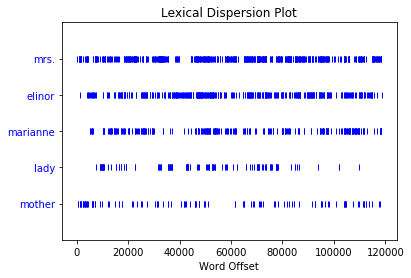 Lexical Dispersion Plot
mrs.
elinor
marianne
lady
mother
0 20000 40000 60000 80000 100000 120000
Word Offset